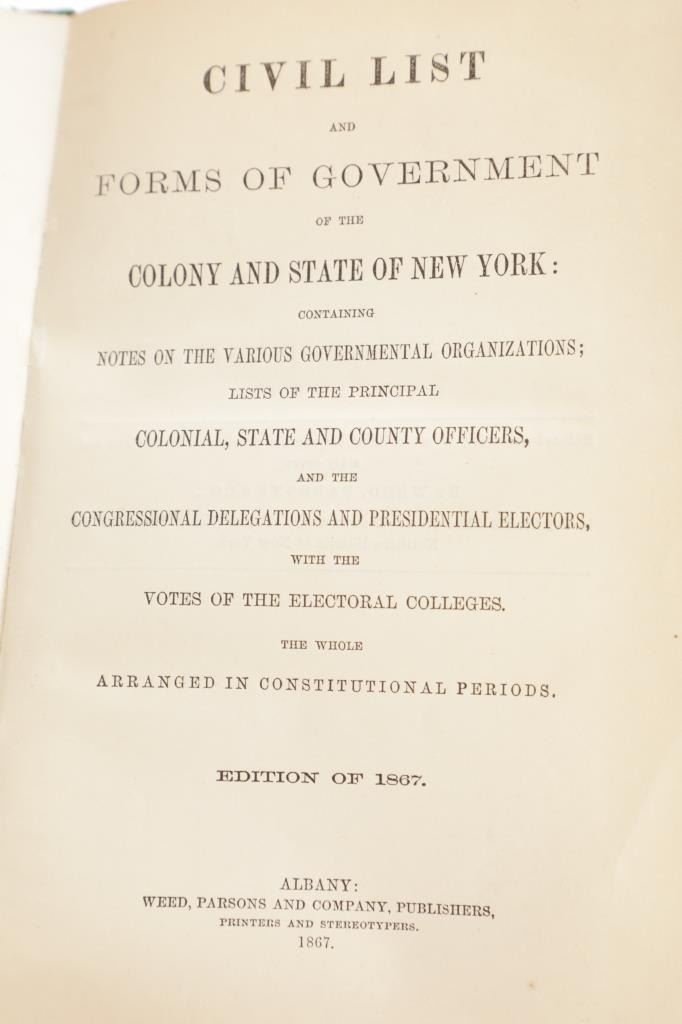 CIVIL LIST
AND
FORMS OF GOVERNMENT
OF THE
COLONY AND STATE OF NEW YORK:
CONTAINING
NOTES ON THE VARIOUS GOVERNMENTAL ORGANIZATIONS;
LISTS OF THE PRINCIPAL
COLONIAL, STATE AND COUNTY OFFICERS,
AND THE
CONGRESSIONAL DELEGATIONS AND PRESIDENTIAL ELECTORS,
WITH THE
VOTES OF THE ELECTORAL COLLEGES.
THE WHOLE
ARRANGED IN CONSTITUTIONAL PERIODS.
EDITION OF 1867.
ALBANY:
WEED, PARSONS AND COMPANY, PUBLISHERS,
PRINTERS AND STEREOTYPERS.
1867.